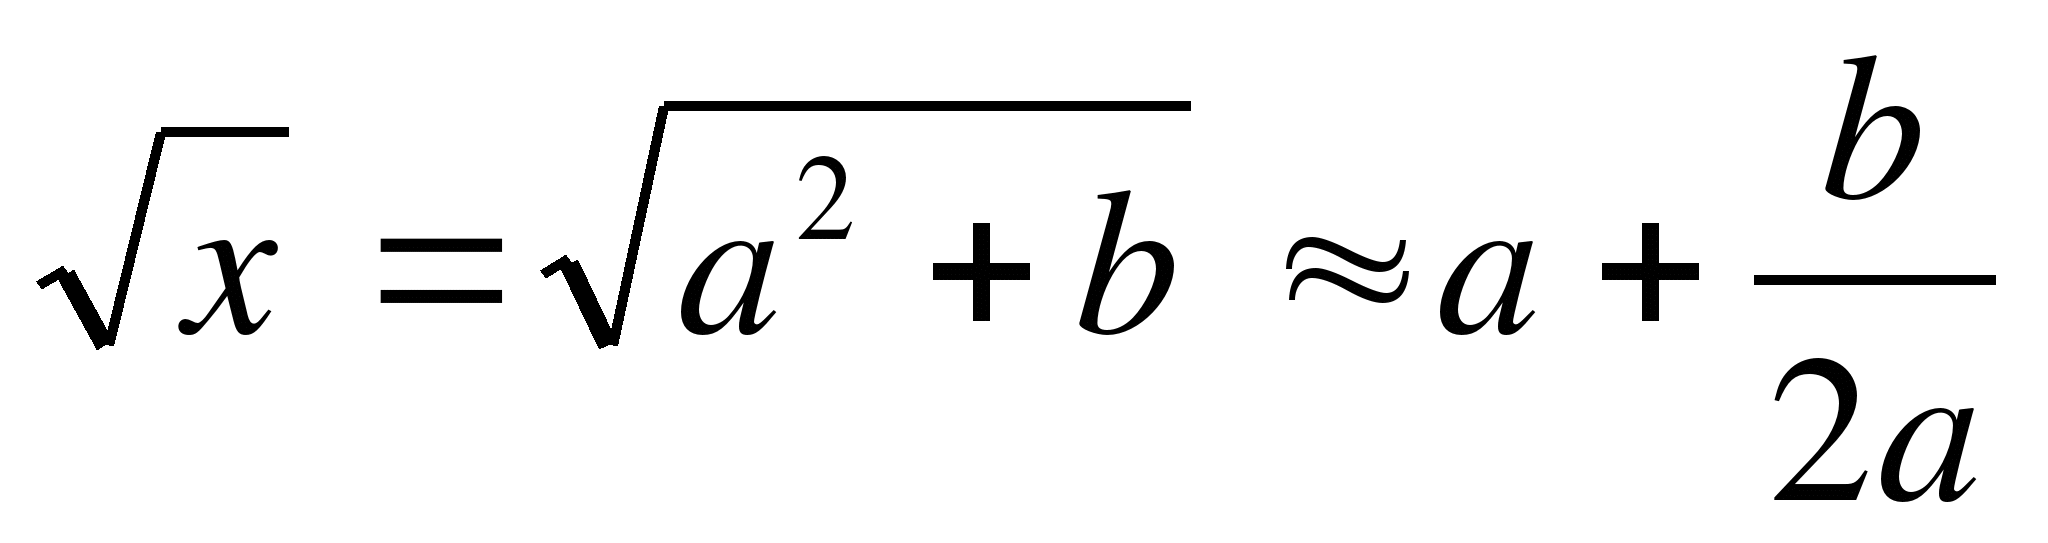 √x = √(a² + b) ≈ a + b/(2a)